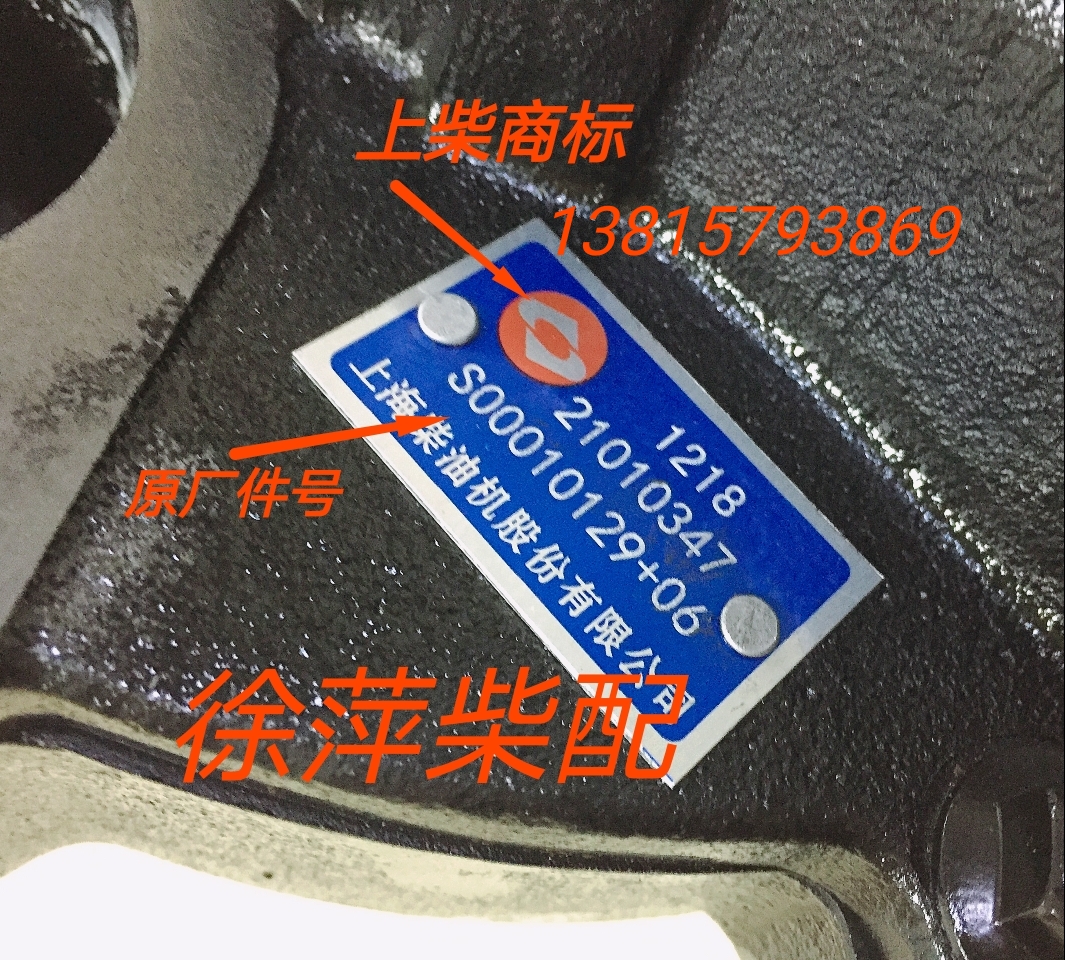 上柴商标
13815793869
1218
21010347
S00010129+06
上海柴油机股份有限公司
原厂件号
徐萍柴配